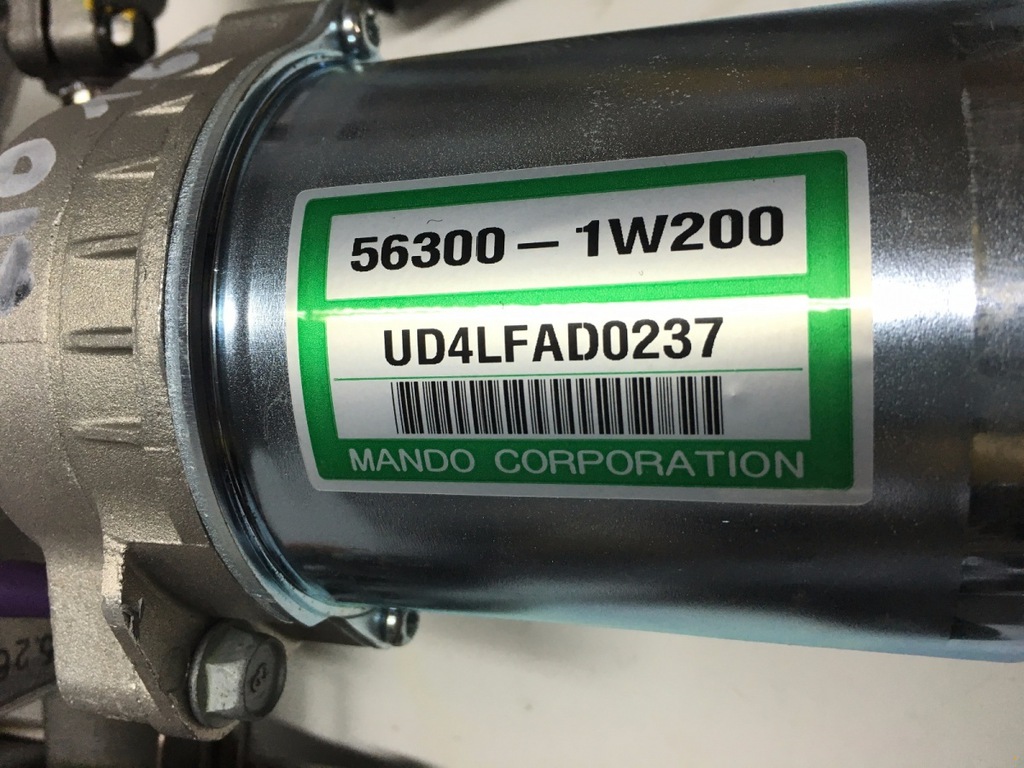 56300 – 1W200
UD4LFAD0237
MANDO CORPORATION